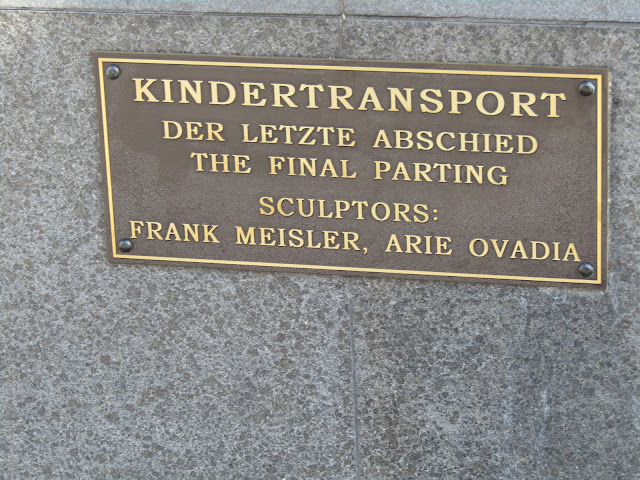 KINDERTRANSPORT
DER LETZTE ABSCHIED
THE FINAL PARTING
SCULPTORS:
FRANK MEISLER, ARIE OVADIA